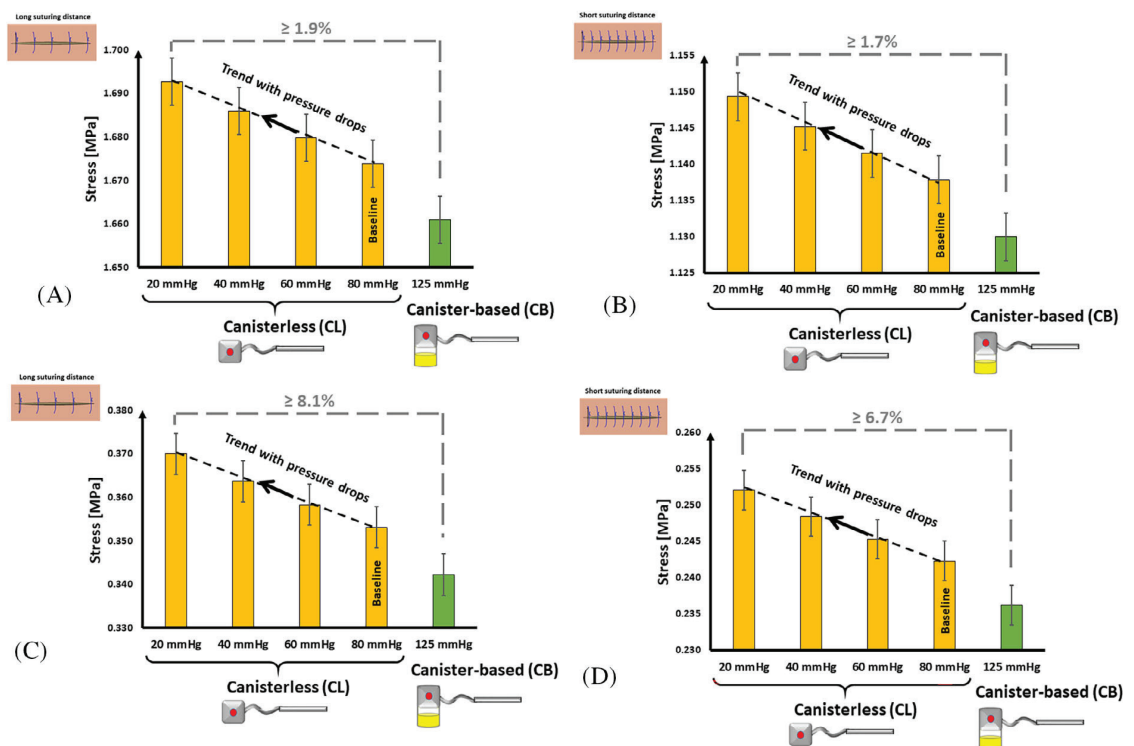 Long suturing distance
≥ 1.9%
1.700
1.690
1.680
1.670
1.660
1.650
Stress [MPa]
Trend with pressure drops
Baseline
20 mmHg 40 mmHg 60 mmHg 80 mmHg 125 mmHg
(A)
Canisterless (CL)
Canister-based (CB)
Short suturing distance
≥ 1.7%
1.155
1.150
1.145
1.140
1.135
1.130
1.125
Stress [MPa]
Trend with pressure drops
Baseline
20 mmHg 40 mmHg 60 mmHg 80 mmHg 125 mmHg
(B)
Canisterless (CL)
Canister-based (CB)
Long suturing distance
≥ 8.1%
0.380
0.370
0.360
0.350
0.340
0.330
Stress [MPa]
Trend with pressure drops
Baseline
20 mmHg 40 mmHg 60 mmHg 80 mmHg 125 mmHg
(C)
Canisterless (CL)
Canister-based (CB)
Short suturing distance
≥ 6.7%
0.260
0.255
0.250
0.245
0.240
0.235
0.230
Stress [MPa]
Trend with pressure drops
Baseline
20 mmHg 40 mmHg 60 mmHg 80 mmHg 125 mmHg
(D)
Canisterless (CL)
Canister-based (CB)